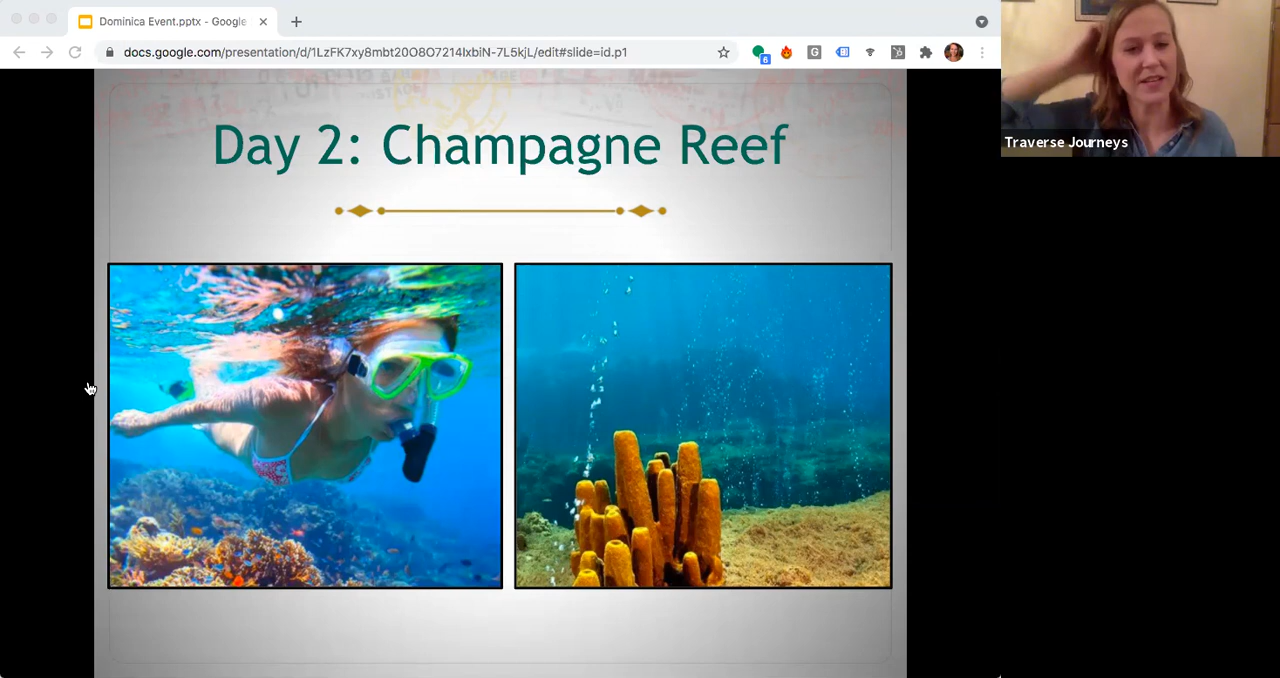 Dominica Event.pptx - Google
docs.google.com/presentation/d/1LzFK7xy8mbt20O8O7214IxbiN-7L5kjL/edit#slide=id.p1
6
G
Day 2: Champagne Reef
Traverse Journeys